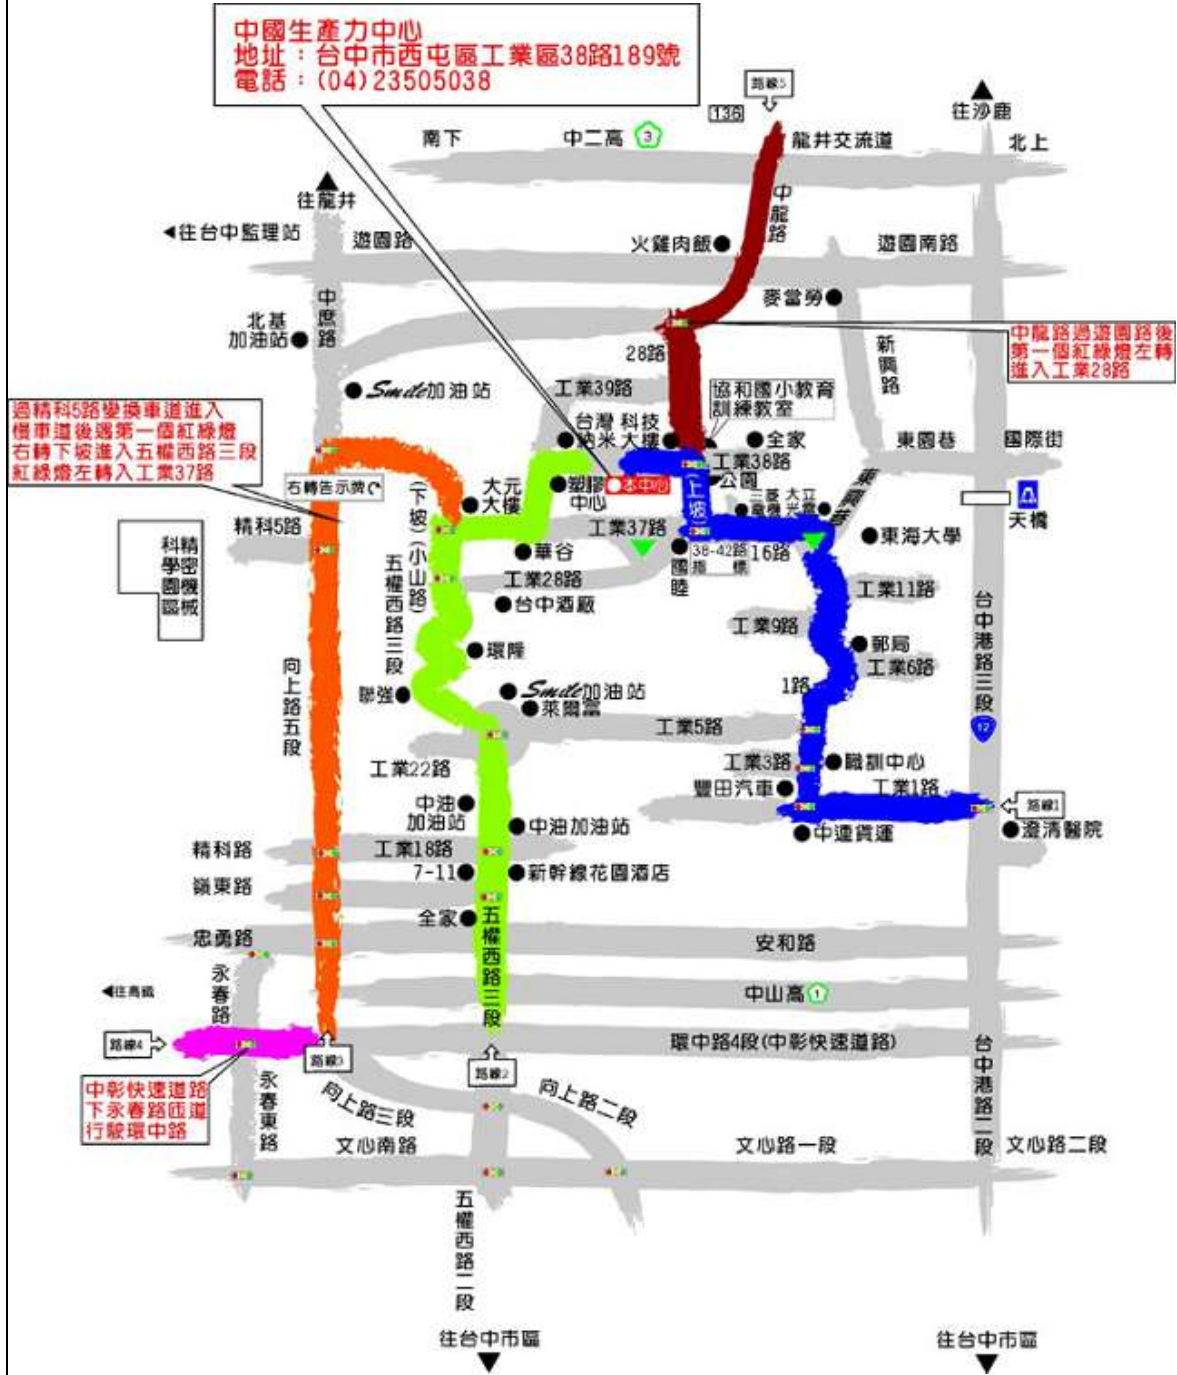 中國生產力中心
地址：台中市西屯區工業區38路189號
電話：(04)23505038
路線5
136
往沙鹿
南下
中二高
3
龍井交流道
北上
中龍路
往龍井
往台中監理站
遊園路
火雞肉飯
遊園南路
中庶路
麥當勞
北基
加油站
28路
新興路
中龍路過遊園路後
第一個紅綠燈左轉
進入工業28路
Smile加油站
工業39路
協和國小教育
訓練教室
過精科5路變換車道進入
慢車道後遇第一個紅綠燈
右轉下坡進入五權西路三段
紅綠燈左轉入工業37路
台灣 科技
納米 大樓
全家
東園巷
國際街
工業38路
右轉告示牌
大元
大樓
塑膠
中心
本中心
(上坡)
公園
東興巷
(下坡)(小山路)
三菱 大立
電機 光電
天橋
精科5路
工業37路
東海大學
華谷
國睦
38-42路
指 標
16路
精密機械
科學園區
五權西路三段
工業28路
工業11路
台中酒廠
台中港路三段
工業9路
郵局
環隆
工業6路
向上路五段
聯強
Smile加油站
1路
萊爾富
工業5路
12
工業22路
工業3路
職訓中心
豐田汽車
工業1路
中油
加油站
路線1
中油加油站
中連貨運
澄清醫院
精科路
工業18路
7-11
新幹線花園酒店
嶺東路
全家
五權西路三段
忠勇路
安和路
永春路
往高鐵
中山高
1
路線4
路線3
環中路4段(中彰快速道路)
台中港路二段
路線2
中彰快速道路
下永春路匝道
行駛環中路
永春東路
向上路三段
向上路二段
文心南路
文心路一段
文心路二段
五權西路二段
往台中市區
往台中市區